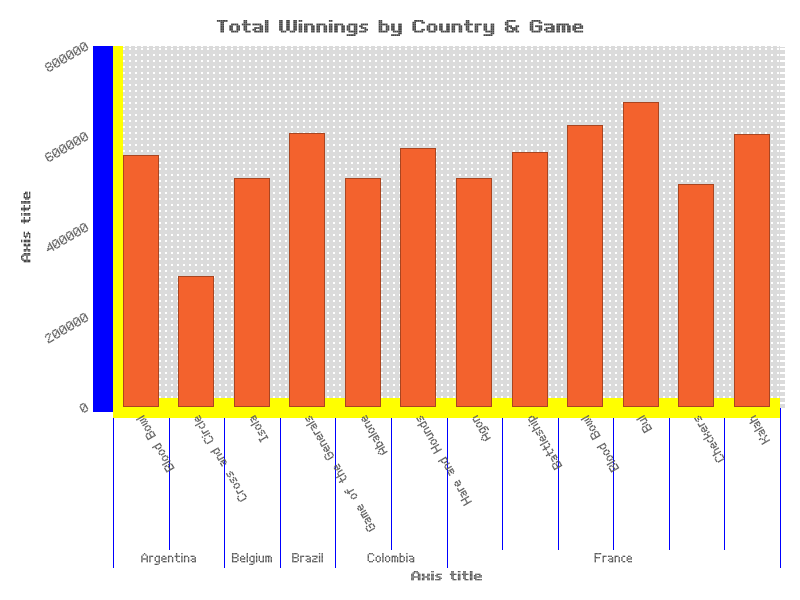 Total Winnings by Country & Game
Axis title
800000
600000
400000
200000
0
Blood Bowl
Cross and Circle
Isola
Game of the Generals
Abalone
Hare and Hounds
Agon
Battleship
Blood Bowl
Bul
Checkers
Kalah
Argentina
Belgium
Brazil
Colombia
France
Axis title